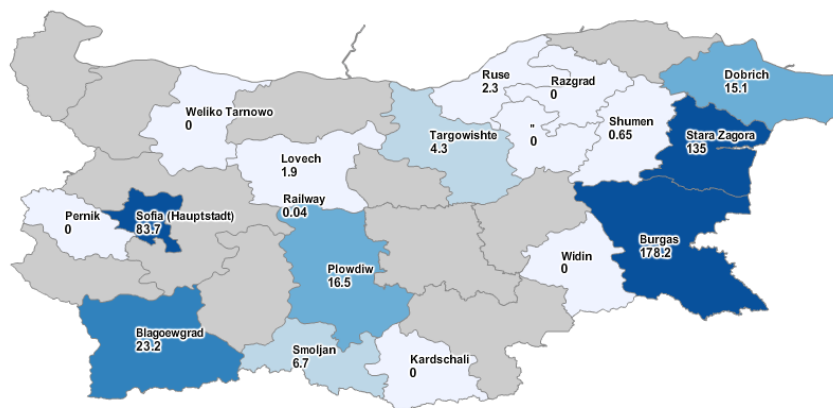 Ruse
2.3
Razgrad
0
Dobrich
15.1
Weliko Tarnowo
0
Targowishte
4.3
"
0
Shumen
0.65
Stara Zagora
135
Lovech
1.9
Railway
0.04
Pernik
0
Sofia (Hauptstadt)
83.7
Burgas
178.2
Widin
0
Plowdiw
16.5
Blagoewgrad
23.2
Smoljan
6.7
Kardschali
0